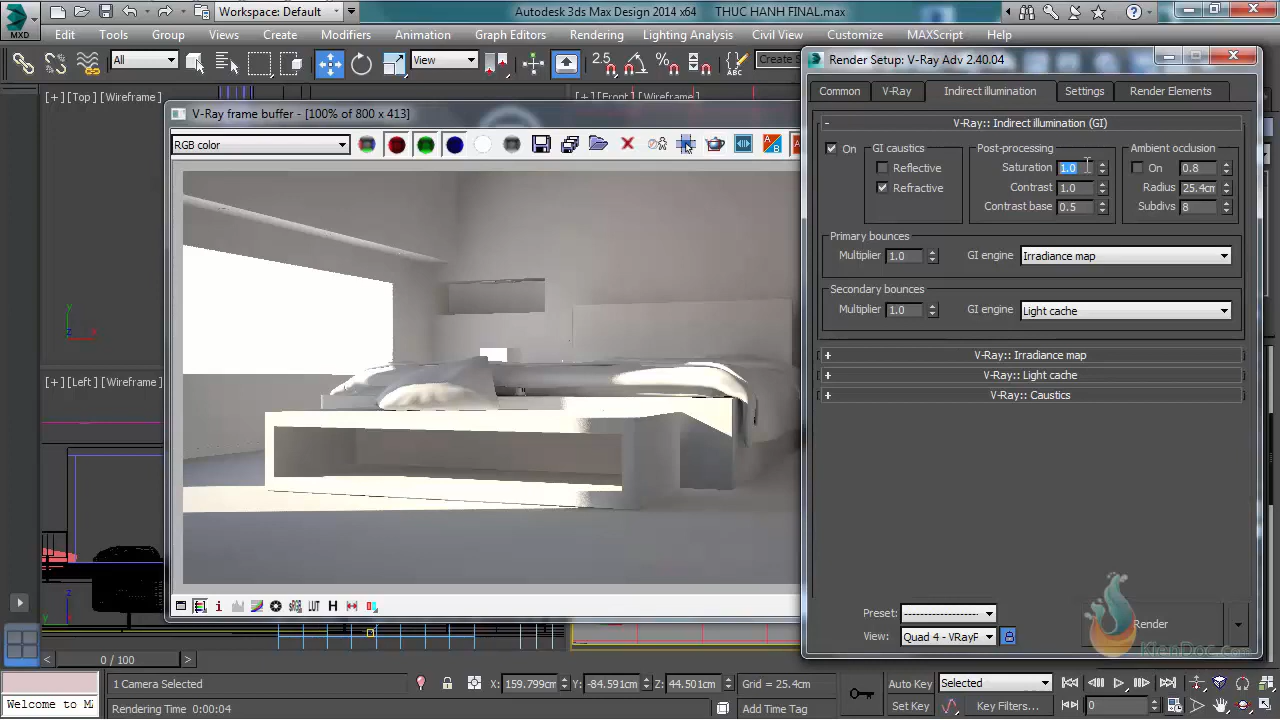 MXD
Workspace: Default
Autodesk 3ds Max Design 2014 x64 THUC HANH FINAL.max
Edit Tools Group Views Create Modifiers Animation Graph Editors Rendering Lighting Analysis Civil View Customize MAXScript Help
All View 2.5 Create S
[+] [Top] [Wireframe]
[+] [Front] [Wireframe]
[+] [Left] [Wireframe]
V-Ray frame buffer - [100% of 800 x 413]
RGB color
LUT H
Render Setup: V-Ray Adv 2.40.04
Common V-Ray Indirect illumination Settings Render Elements
- V-Ray:: Indirect illumination (GI)
On
GI caustics
Reflective
Refractive
Post-processing
Saturation 1.0
Contrast 1.0
Contrast base 0.5
Ambient occlusion
On 0.8
Radius 25.4cm
Subdivs 8
Primary bounces
Multiplier 1.0 GI engine Irradiance map
Secondary bounces
Multiplier 1.0 GI engine Light cache
+ V-Ray:: Irradiance map
+ V-Ray:: Light cache
+ V-Ray:: Caustics
Preset: -------------------
View: Quad 4 - VRayF
Render
KienDoc.com
< 0 / 100 >
1 Camera Selected X: 159.799cm Y: -84.591cm Z: 44.501cm Grid = 25.4cm Auto Key Selected
Welcome to M Rendering Time 0:00:04 Add Time Tag Set Key Key Filters... 0